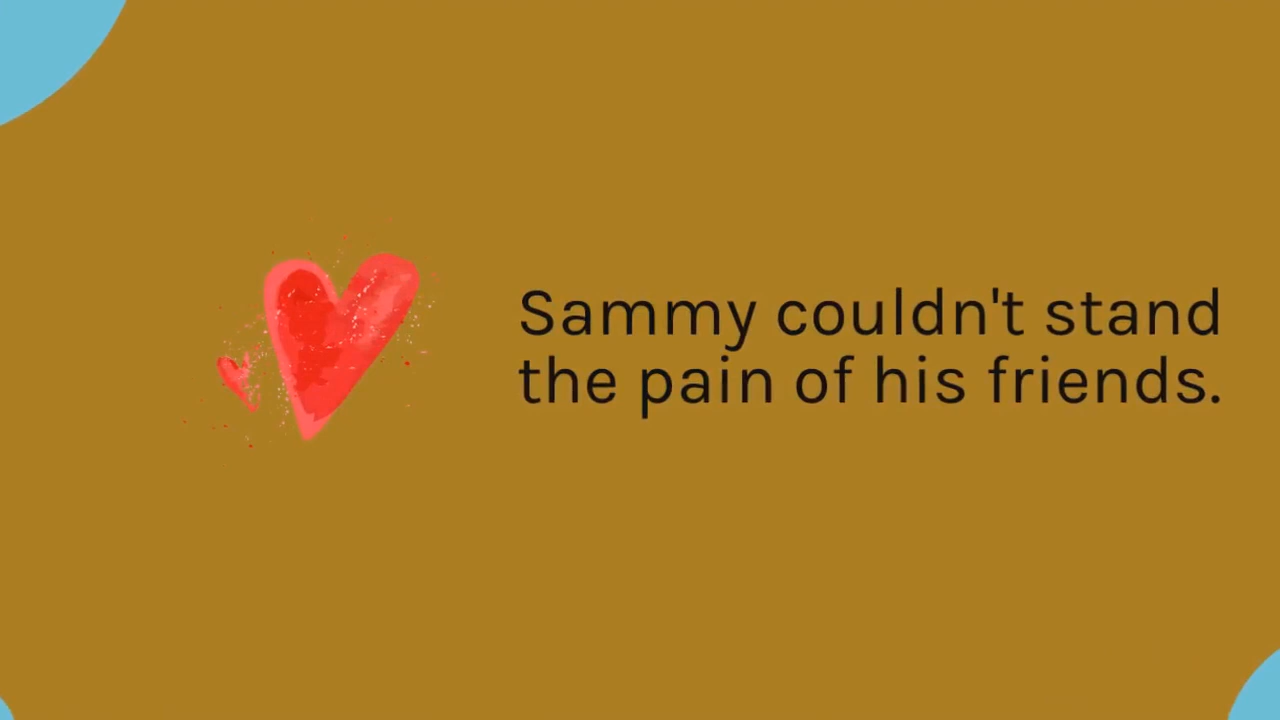 Sammy couldn't stand
the pain of his friends.